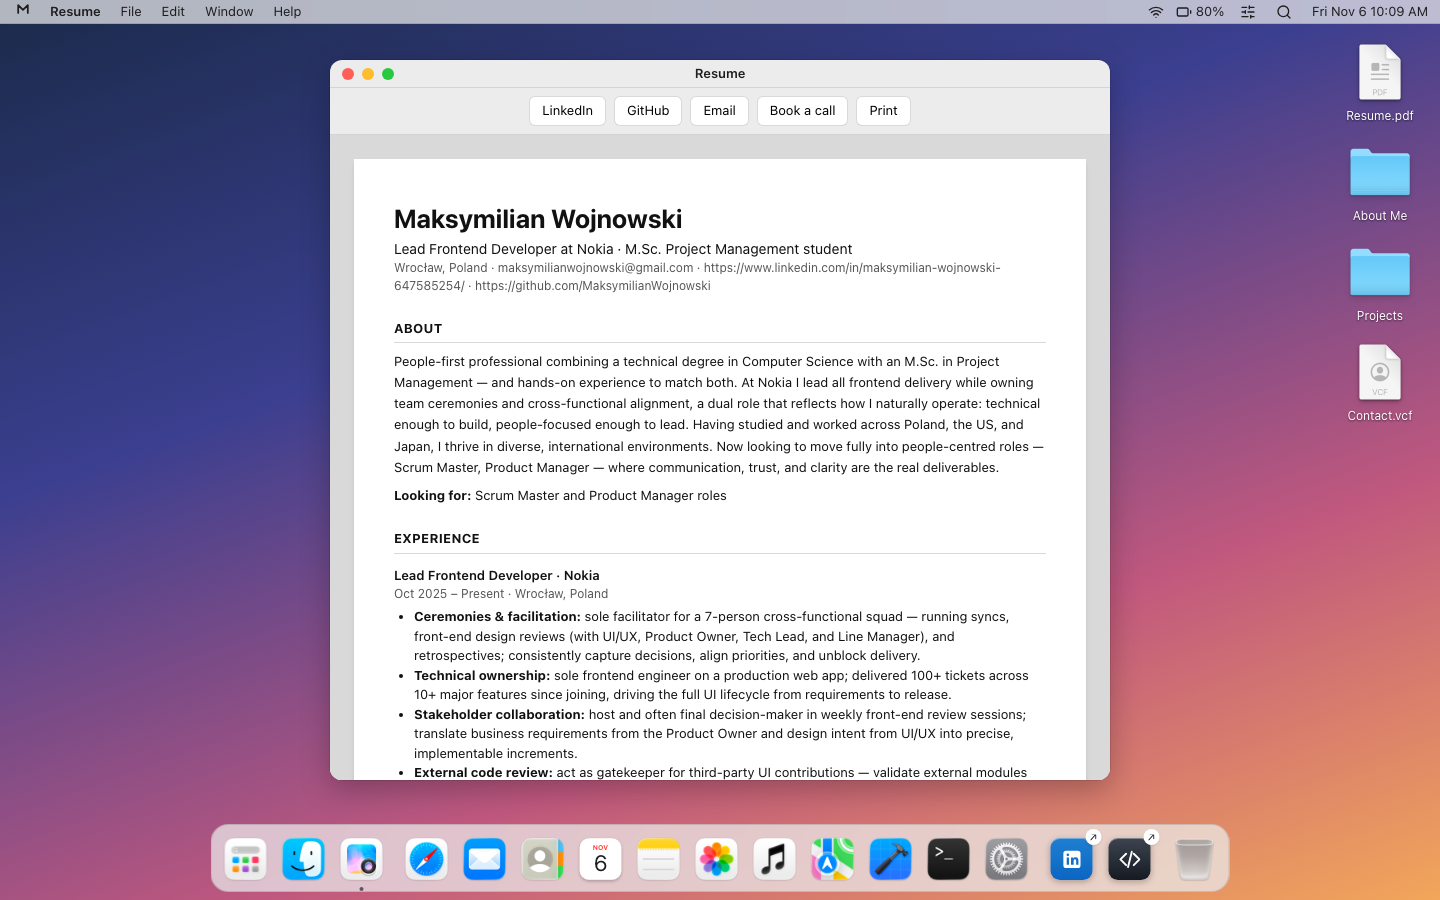 Resume File Edit Window Help 80% Fri Nov 6 10:09 AM
Resume
LinkedIn GitHub Email Book a call Print
Maksymilian Wojnowski
Lead Frontend Developer at Nokia · M.Sc. Project Management student
Wrocław, Poland · maksymilianwojnowski@gmail.com · https://www.linkedin.com/in/maksymilian-wojnowski-
647585254/ · https://github.com/MaksymilianWojnowski
ABOUT
People-first professional combining a technical degree in Computer Science with an M.Sc. in Project
Management — and hands-on experience to match both. At Nokia I lead all frontend delivery while owning
team ceremonies and cross-functional alignment, a dual role that reflects how I naturally operate: technical
enough to build, people-focused enough to lead. Having studied and worked across Poland, the US, and
Japan, I thrive in diverse, international environments. Now looking to move fully into people-centred roles —
Scrum Master, Product Manager — where communication, trust, and clarity are the real deliverables.
Looking for: Scrum Master and Product Manager roles
EXPERIENCE
Lead Frontend Developer · Nokia
Oct 2025 – Present · Wrocław, Poland
• Ceremonies & facilitation: sole facilitator for a 7-person cross-functional squad — running syncs,
front-end design reviews (with UI/UX, Product Owner, Tech Lead, and Line Manager), and
retrospectives; consistently capture decisions, align priorities, and unblock delivery.
• Technical ownership: sole frontend engineer on a production web app; delivered 100+ tickets across
10+ major features since joining, driving the full UI lifecycle from requirements to release.
• Stakeholder collaboration: host and often final decision-maker in weekly front-end review sessions;
translate business requirements from the Product Owner and design intent from UI/UX into precise,
implementable increments.
• External code review: act as gatekeeper for third-party UI contributions — validate external modules
PDF
Resume.pdf
About Me
Projects
VCF
Contact.vcf
NOV
6
>_
in
</>